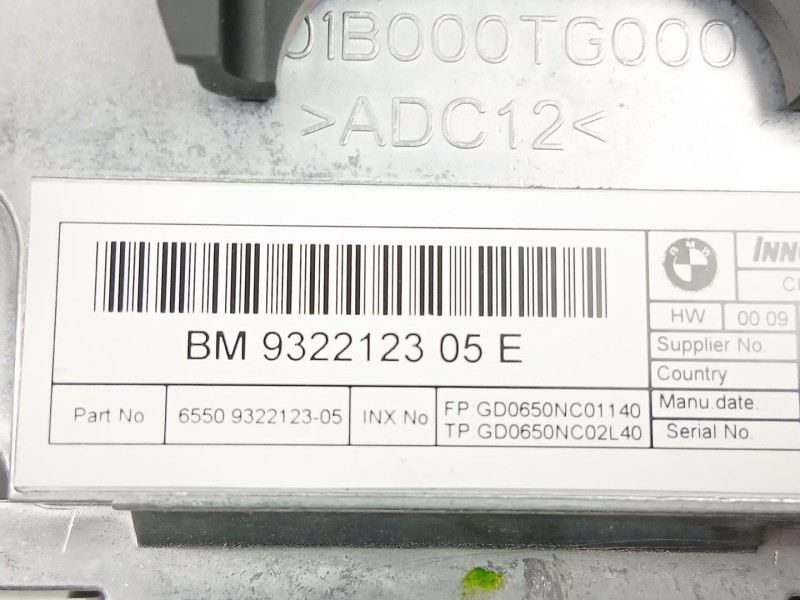 01B000TG000
>ADC12<
BMW
BM 9322123 05 E
HW 00 09
Supplier No.
Country
Part No 6550 9322123-05 INX No FP:GD0650NC01140
TP:GD0650NC02L40
Manu.date.
Serial No.